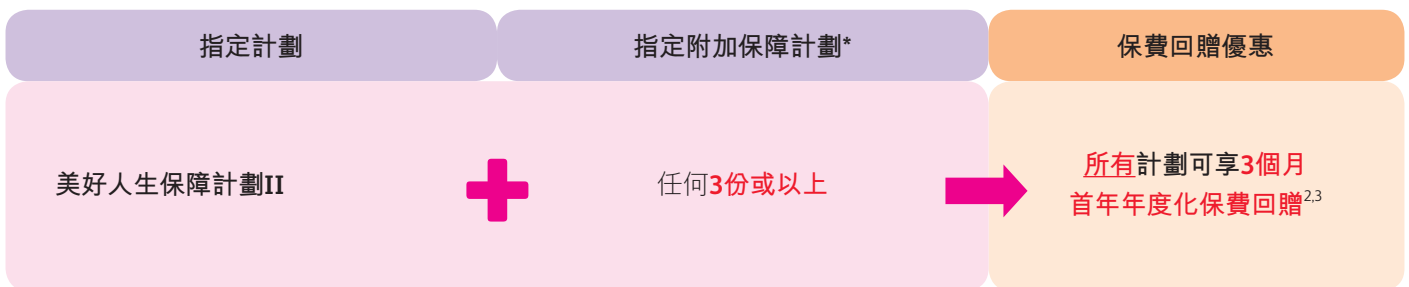 指定計劃
指定附加保障計劃*
保費回贈優惠
美好人生保障計劃II
任何3份或以上
所有計劃可享3個月
首年年度化保費回贈2,3